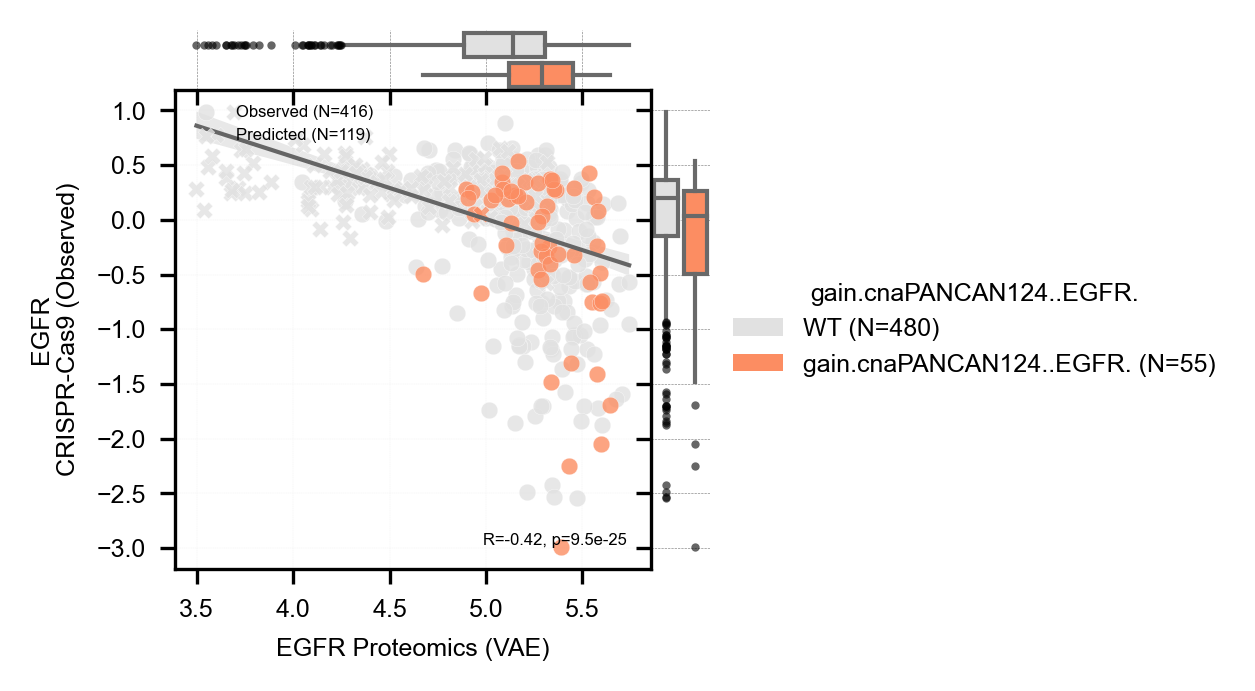 1.0
0.5
0.0
−0.5
−1.0
−1.5
−2.0
−2.5
−3.0
EGFR
CRISPR-Cas9 (Observed)
Observed (N=416)
Predicted (N=119)
R=-0.42, p=9.5e-25
3.5 4.0 4.5 5.0 5.5
EGFR Proteomics (VAE)
gain.cnaPANCAN124..EGFR.
WT (N=480)
gain.cnaPANCAN124..EGFR. (N=55)